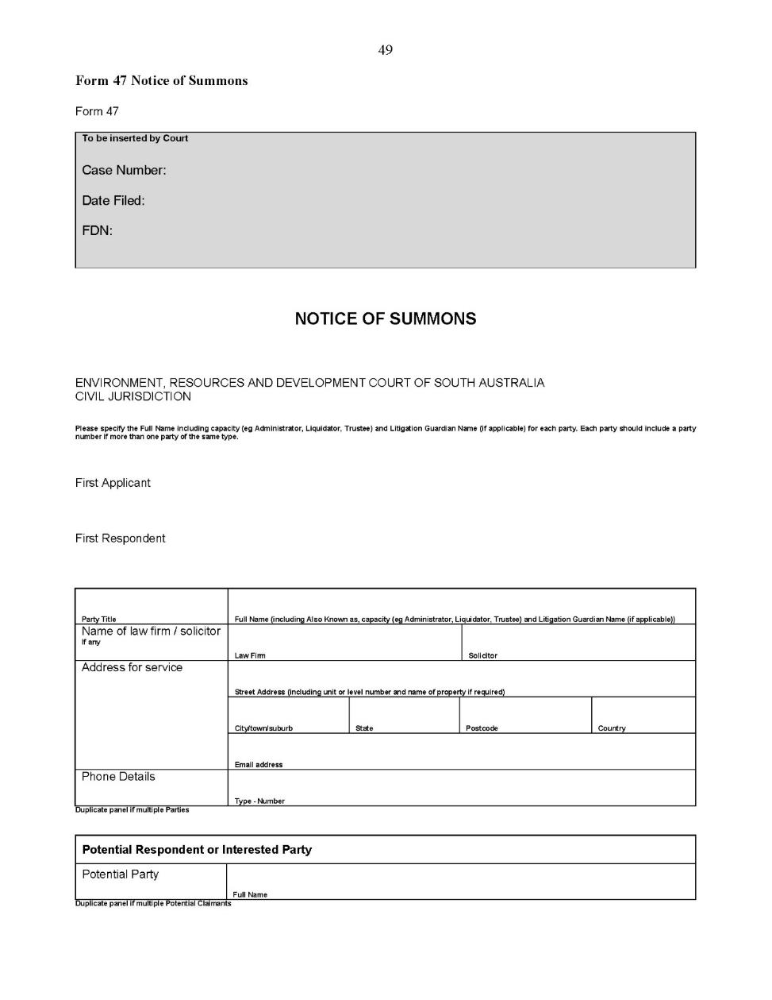 49
Form 47 Notice of Summons
Form 47
To be inserted by Court
Case Number:
Date Filed:
FDN:
NOTICE OF SUMMONS
ENVIRONMENT, RESOURCES AND DEVELOPMENT COURT OF SOUTH AUSTRALIA
CIVIL JURISDICTION
Please specify the Full Name including capacity (eg Administrator, Liquidator, Trustee) and Litigation Guardian Name (if applicable) for each party. Each party should include a party
number if more than one party of the same type.
First Applicant
First Respondent
Party Title
Full Name (including Also Known as, capacity (eg Administrator, Liquidator, Trustee) and Litigation Guardian Name (if applicable))
Name of law firm / solicitor
If any
Law Firm
Solicitor
Address for service
Street Address (including unit or level number and name of property if required)
City/town/suburb
State
Postcode
Country
Email address
Phone Details
Type - Number
Duplicate panel if multiple Parties
Potential Respondent or Interested Party
Potential Party
Full Name
Duplicate panel if multiple Potential Claimants